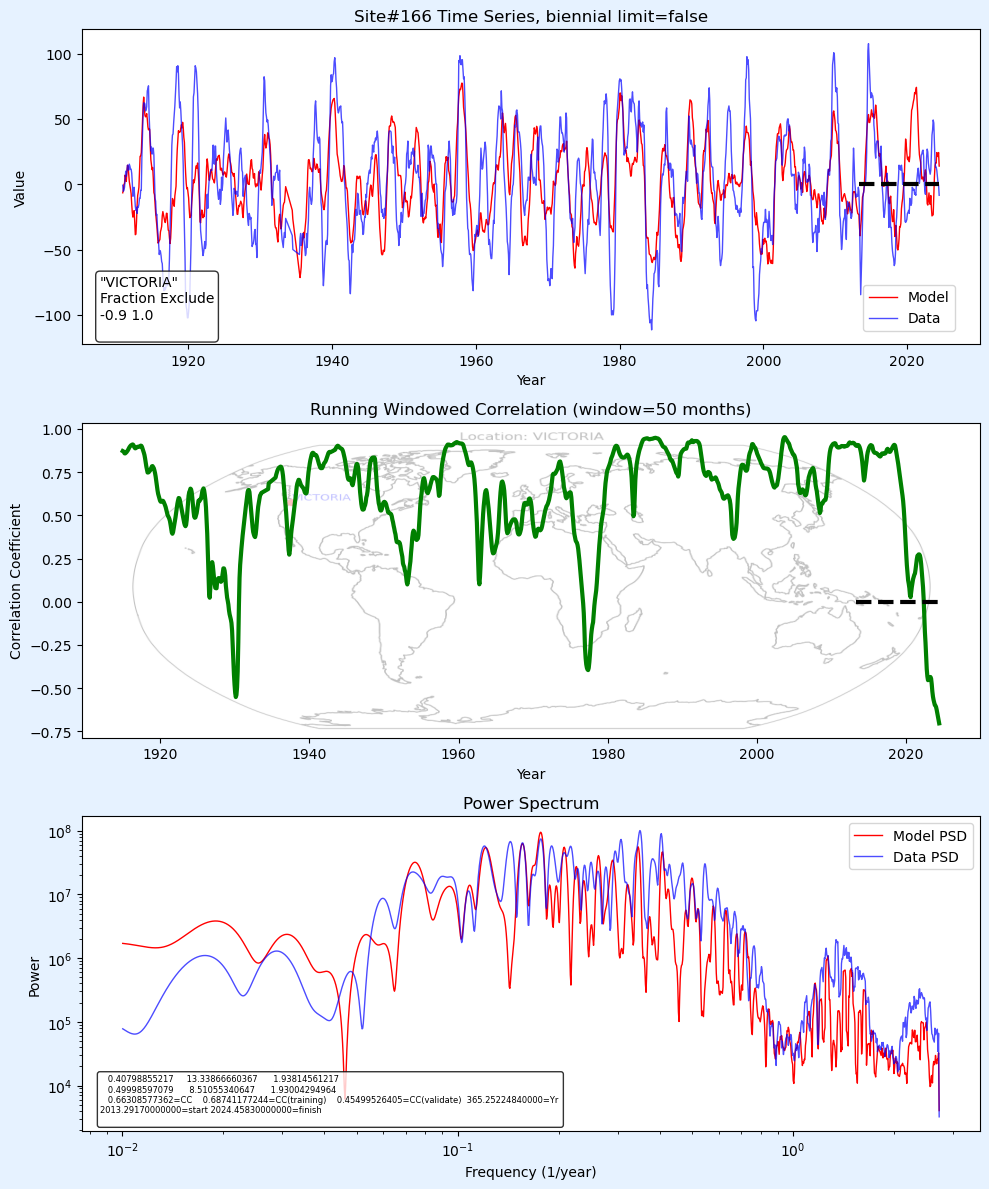 Site#166 Time Series, biennial limit=false
Value
100
50
0
−50
−100
"VICTORIA"
Fraction Exclude
-0.9 1.0
Model
Data
1920
1940
1960
1980
2000
2020
Year
Running Windowed Correlation (window=50 months)
Correlation Coefficient
1.00
0.75
0.50
0.25
0.00
−0.25
−0.50
−0.75
Location: VICTORIA
VICTORIA
1920
1940
1960
1980
2000
2020
Year
Power Spectrum
Power
10^8
10^7
10^6
10^5
10^4
Model PSD
Data PSD
0.40798855217 13.33866660367 1.93814561217
0.49998597079 8.51055340647 1.93004294964
0.66308577362=CC 0.68741177244=CC(training) 0.45499526405=CC(validate) 365.25224840000=Yr
2013.29170000000=start 2024.45830000000=finish
10^−2
10^−1
10^0
Frequency (1/year)